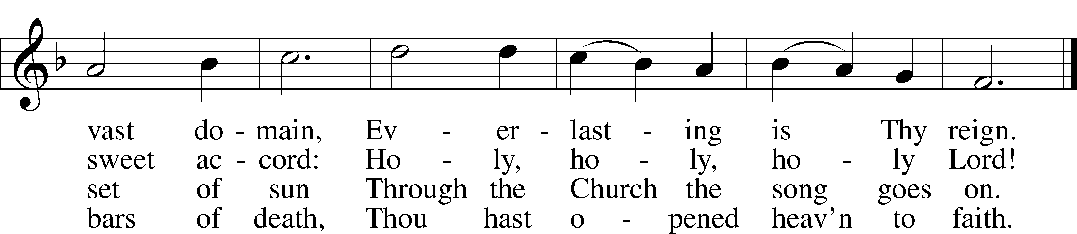 vast do - main, Ev - er - last - ing is Thy reign.
sweet ac - cord: Ho - ly, ho - ly, ho - ly Lord!
set of sun Through the Church the song goes on.
bars of death, Thou hast o - pened heav'n to faith.